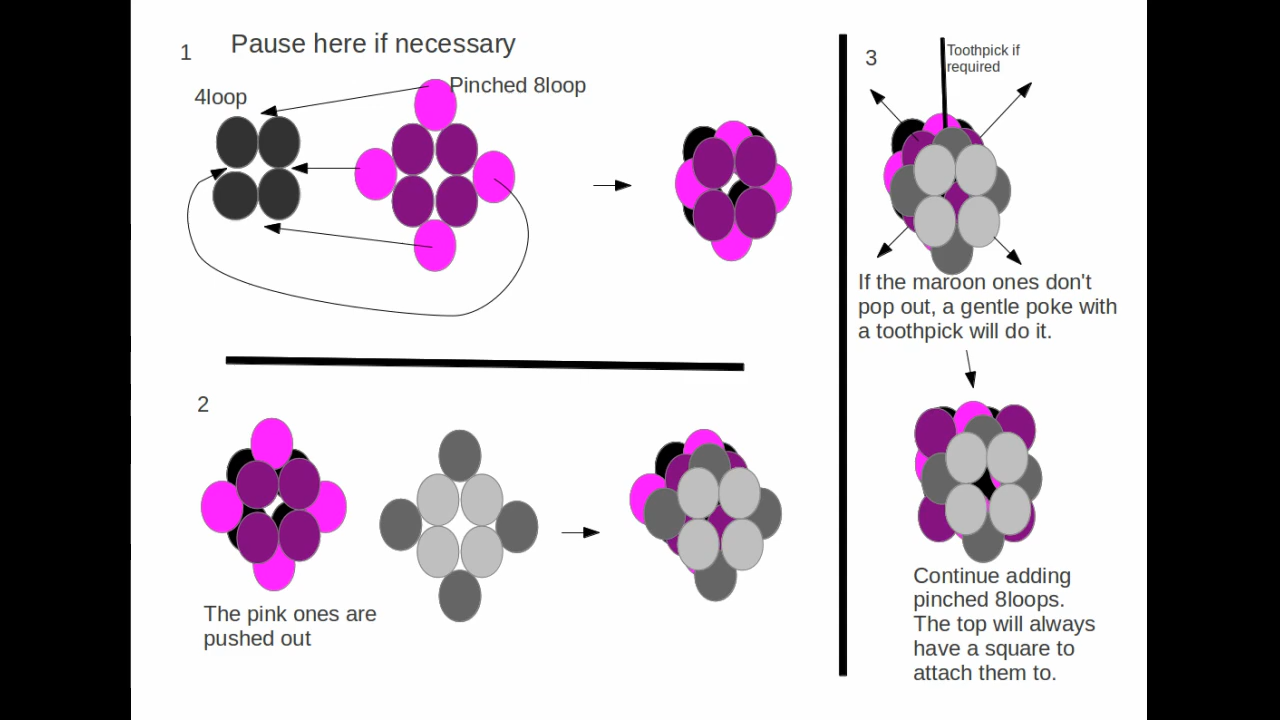 1
Pause here if necessary
4loop
Pinched 8loop
2
The pink ones are
pushed out
3
Toothpick if
required
If the maroon ones don't
pop out, a gentle poke with
a toothpick will do it.
Continue adding
pinched 8loops.
The top will always
have a square to
attach them to.